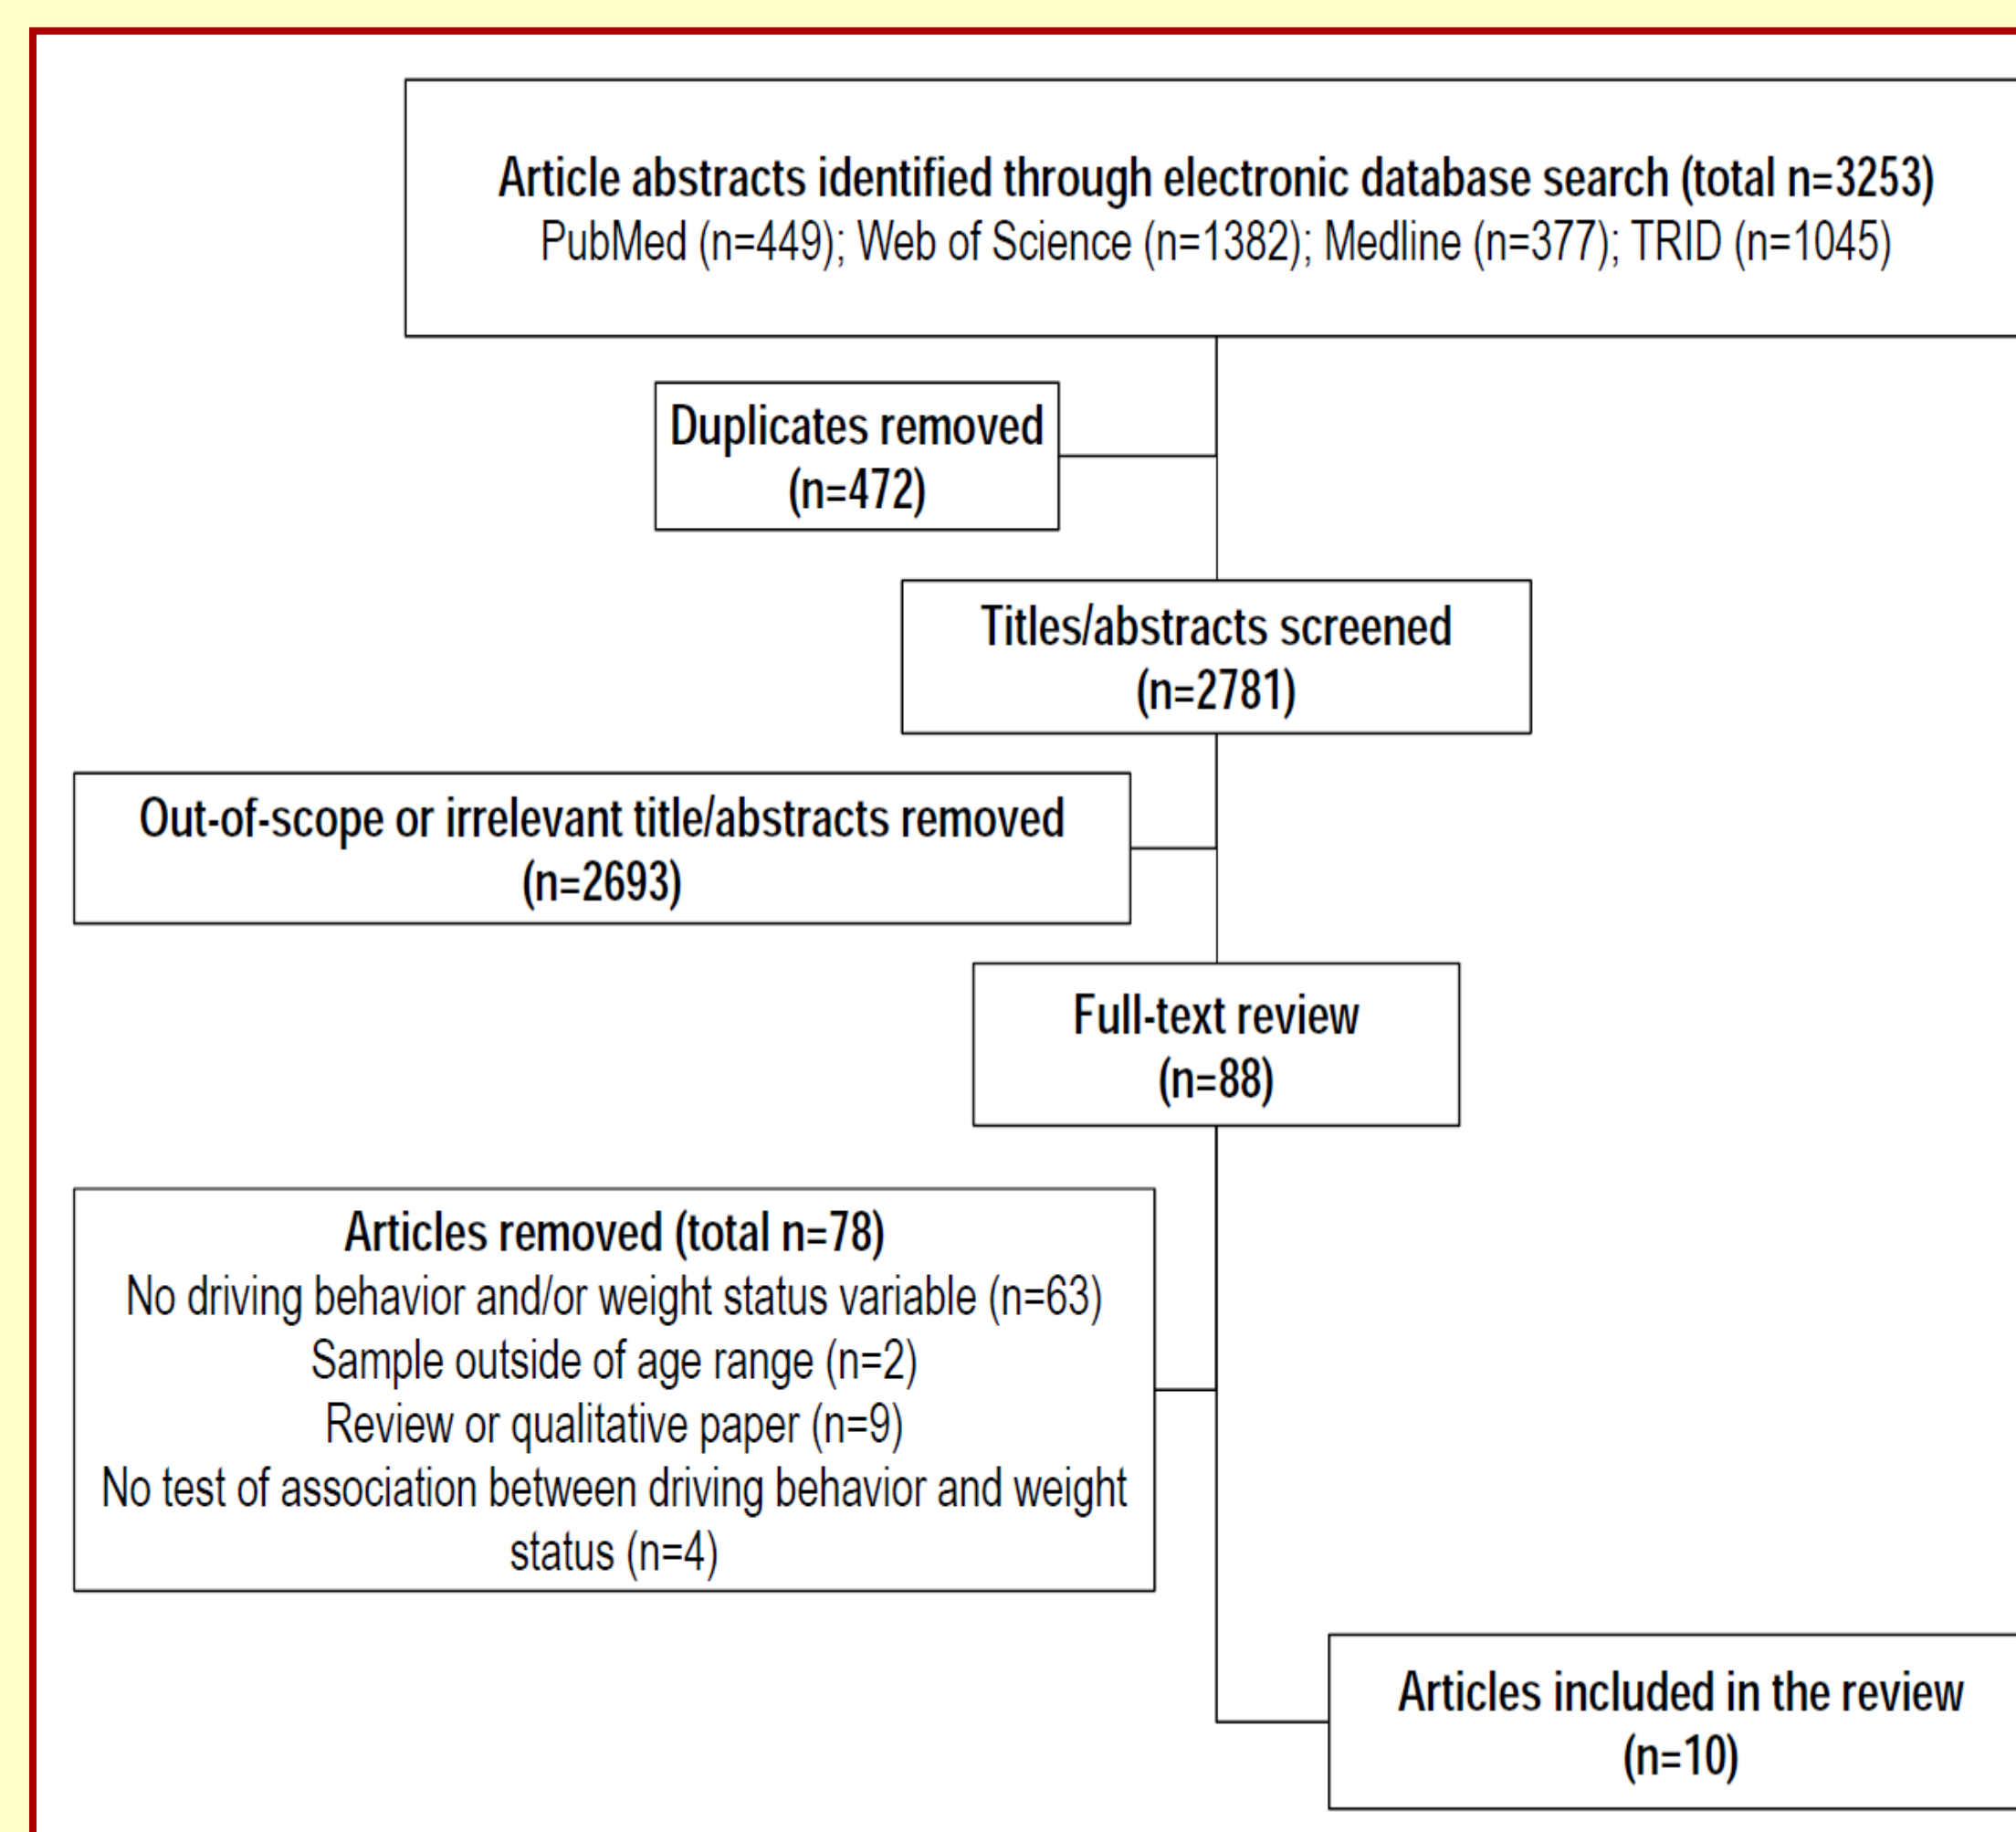 Article abstracts identified through electronic database search (total n=3253)
PubMed (n=449); Web of Science (n=1382); Medline (n=377); TRID (n=1045)
Duplicates removed
(n=472)
Titles/abstracts screened
(n=2781)
Out-of-scope or irrelevant title/abstracts removed
(n=2693)
Full-text review
(n=88)
Articles removed (total n=78)
No driving behavior and/or weight status variable (n=63)
Sample outside of age range (n=2)
Review or qualitative paper (n=9)
No test of association between driving behavior and weight
status (n=4)
Articles included in the review
(n=10)